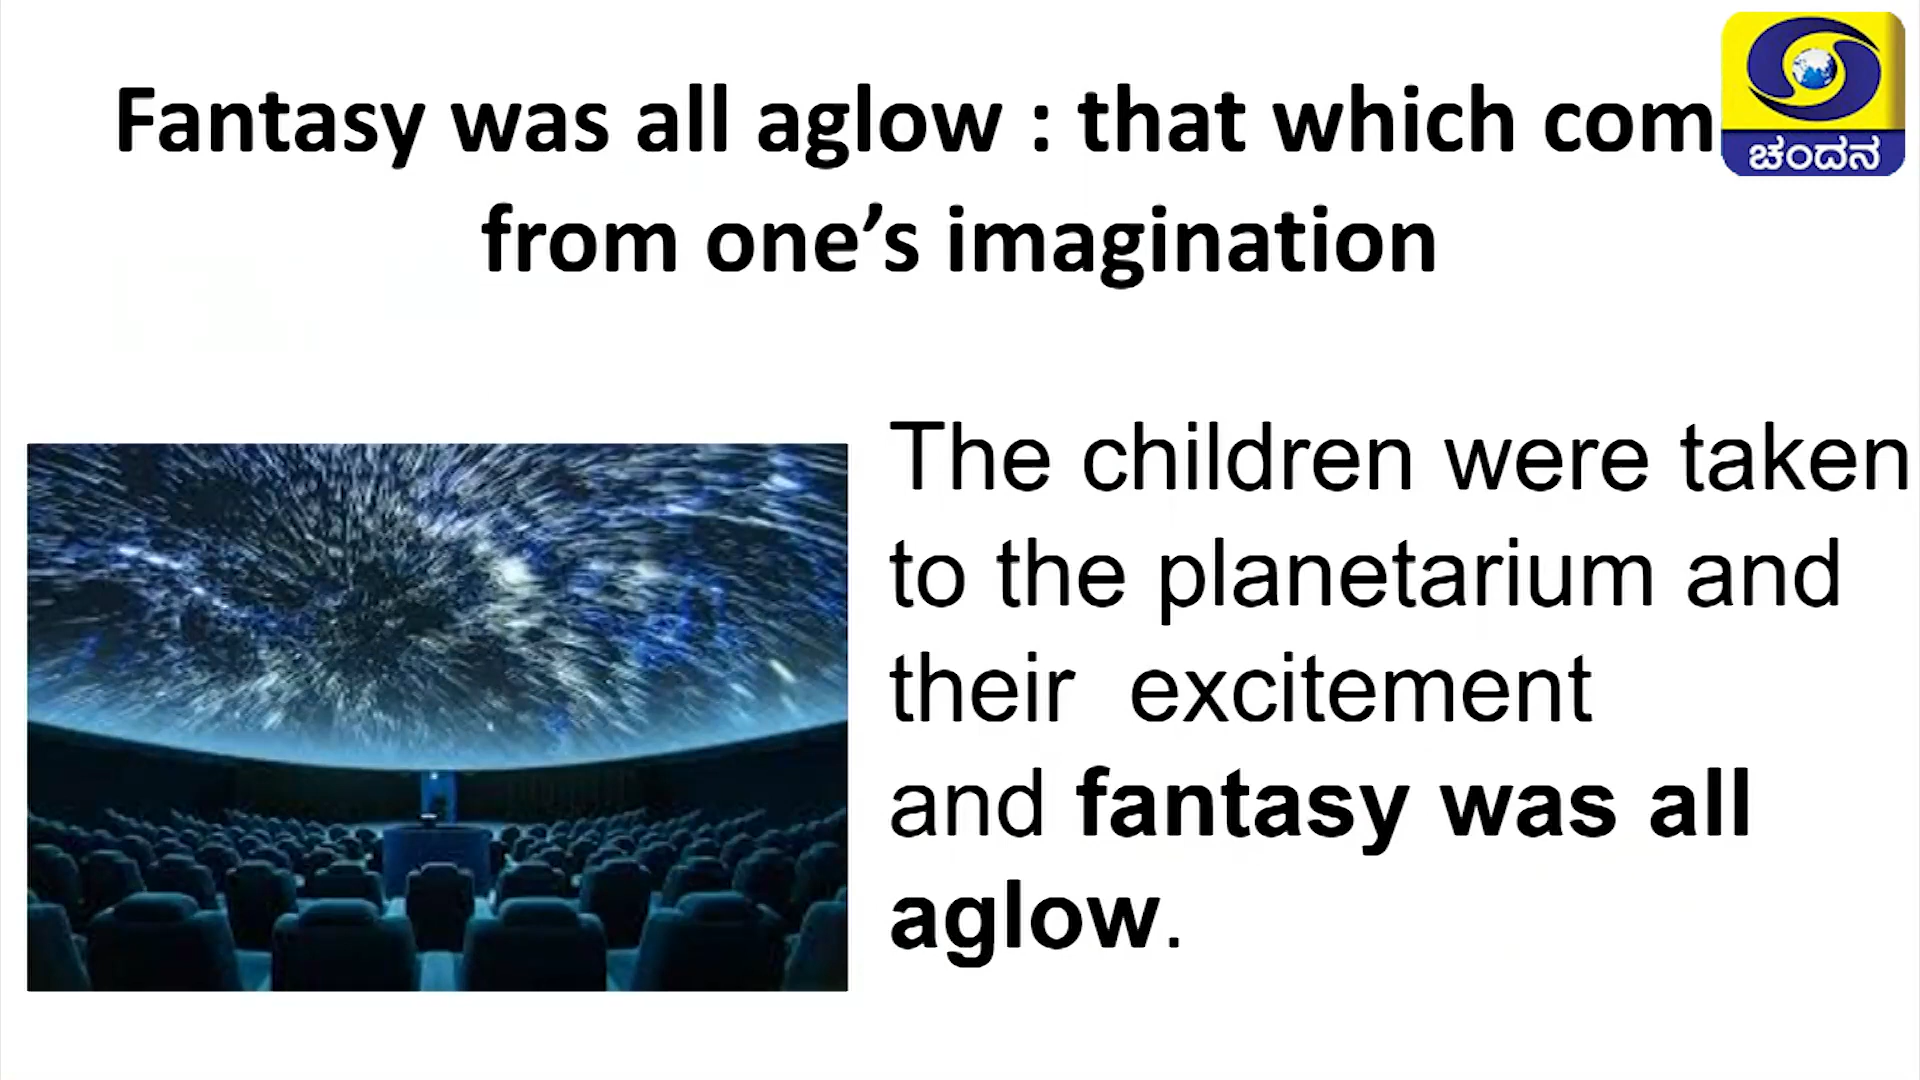 Fantasy was all aglow : that which com
ಚಂದನ
from one’s imagination
The children were taken
to the planetarium and
their  excitement
and fantasy was all
aglow.